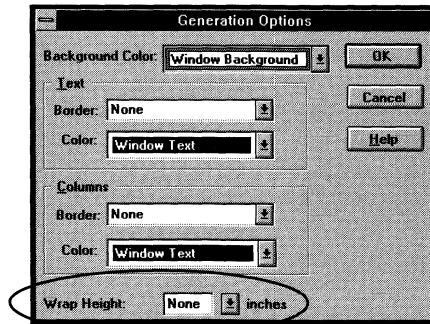 Generation Options
Background Color: Window Background
OK
Text
Cancel
Border: None
Help
Color: Window Text
Columns
Border: None
Color: Window Text
Wrap Height: None inches